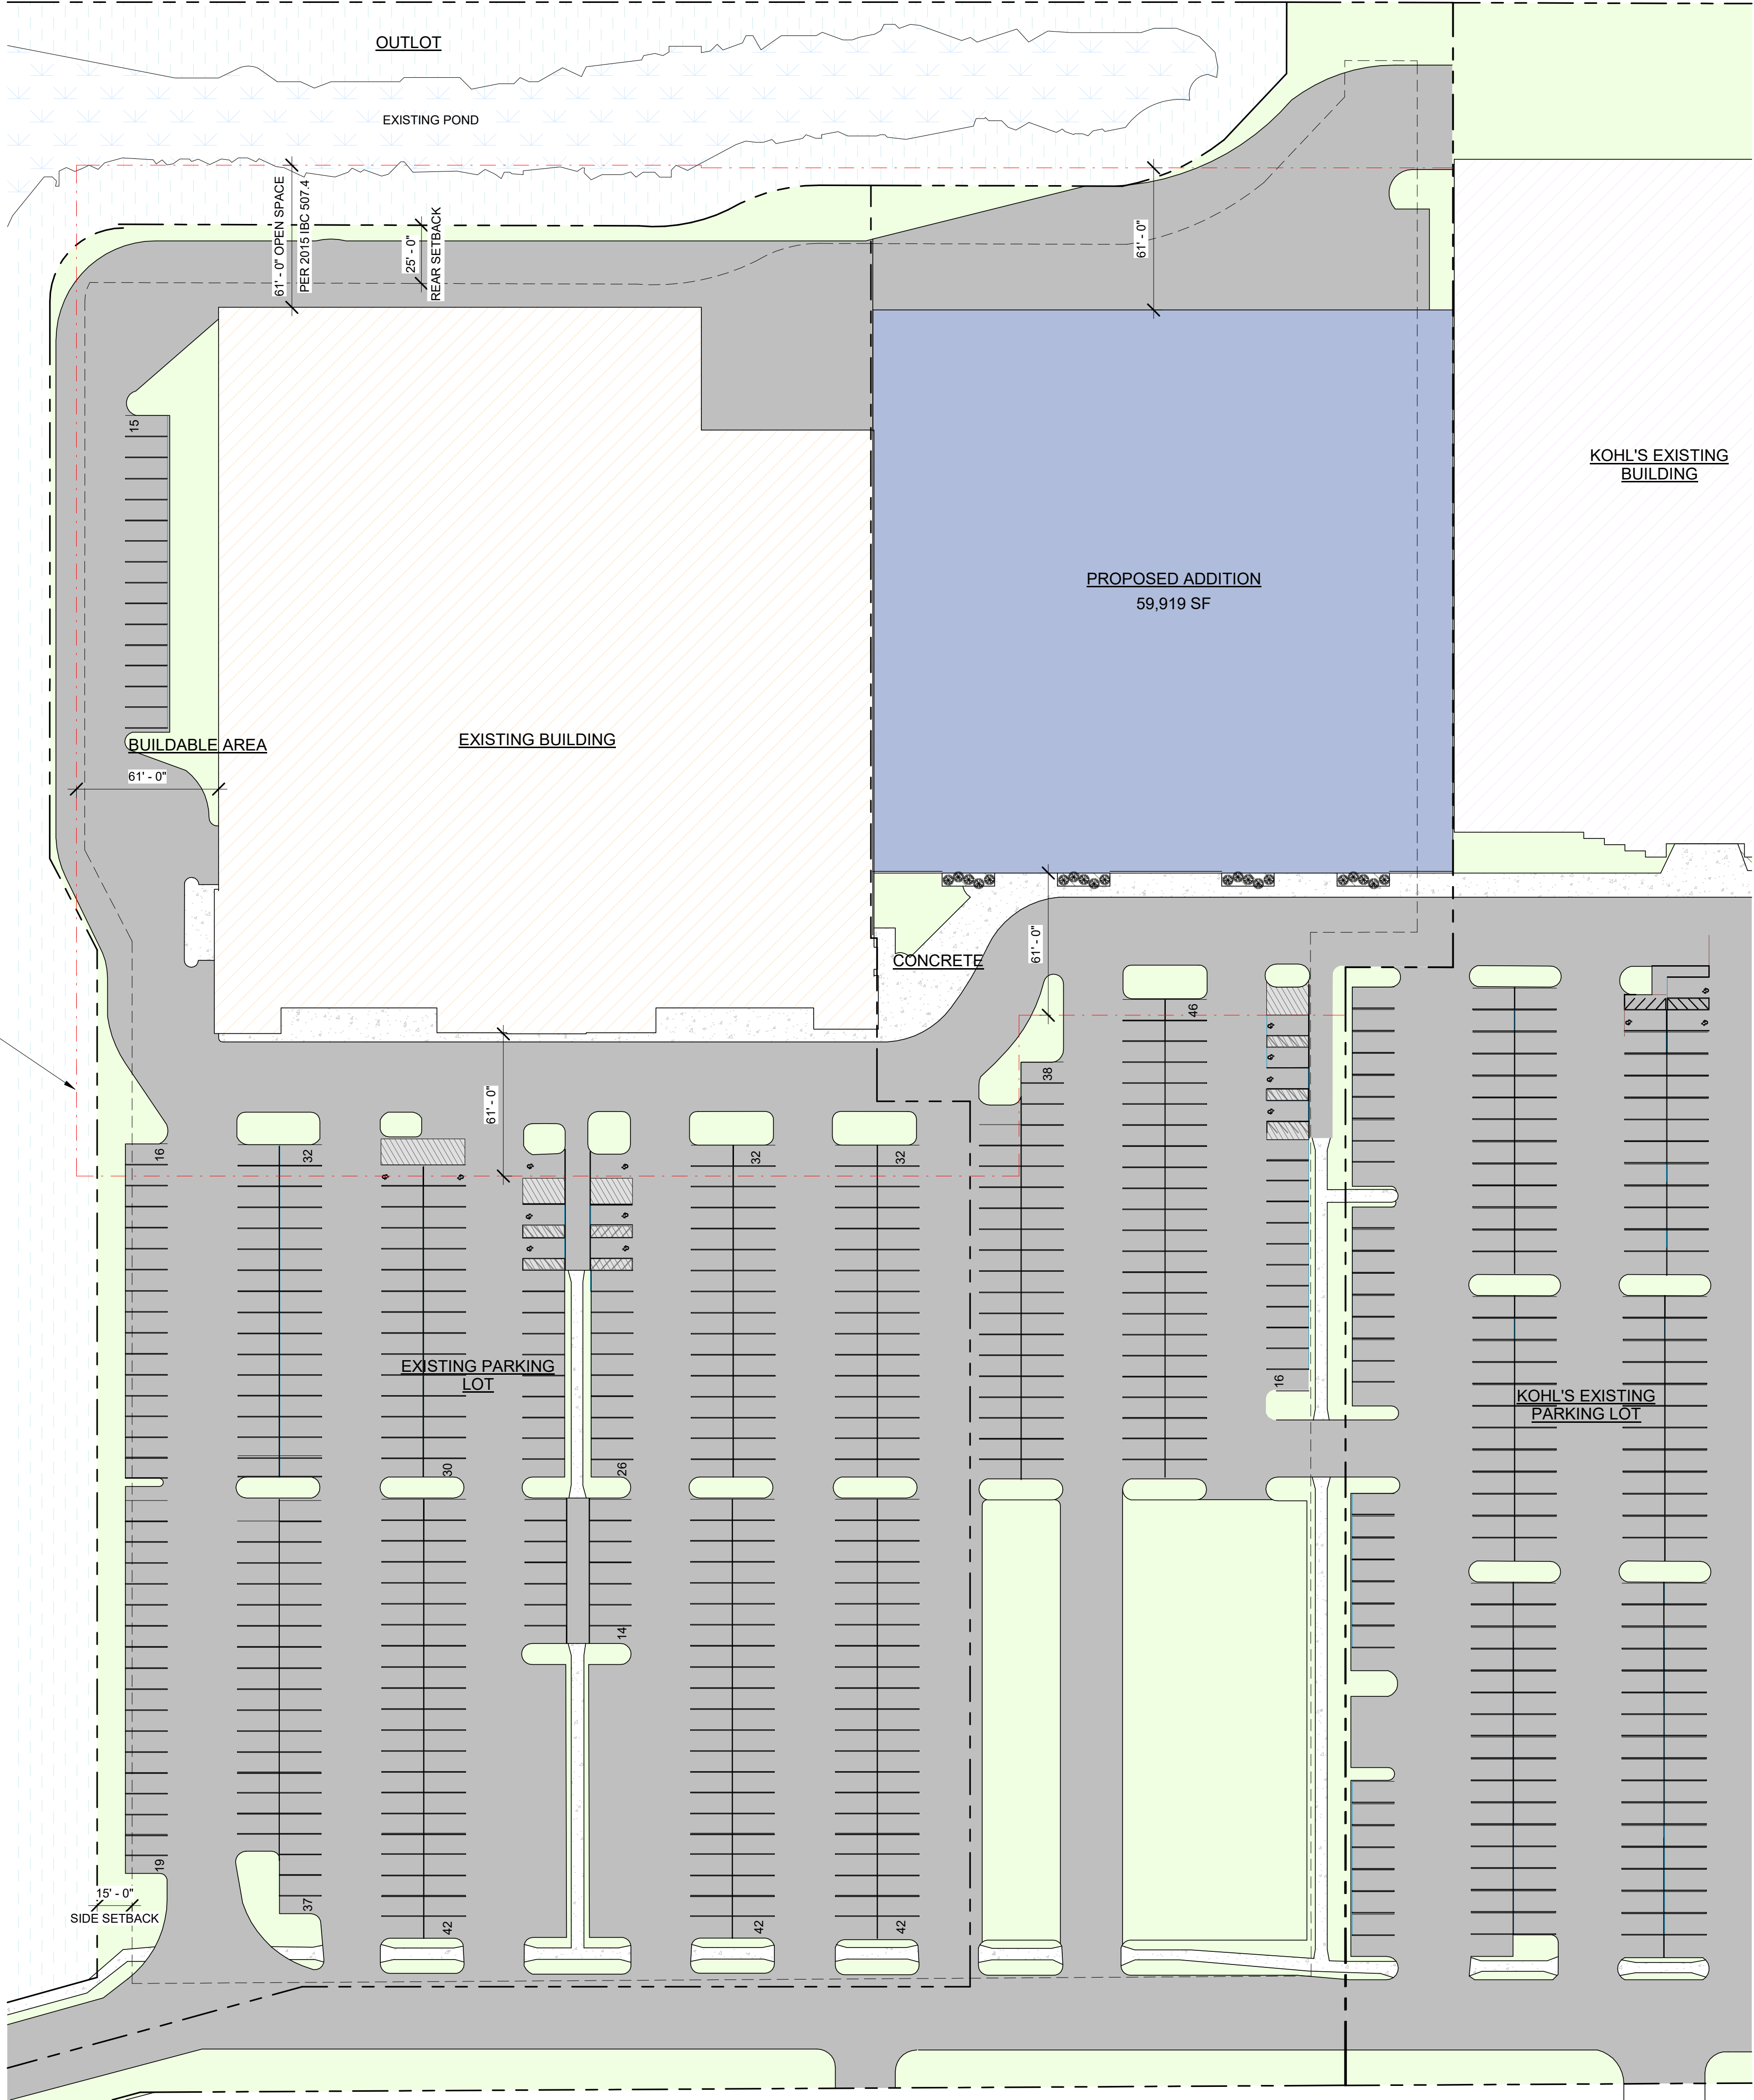 OUTLOT
EXISTING POND
61' - 0" OPEN SPACE
PER 2015 IBC 507.4
25' - 0"
REAR SETBACK
61' - 0"
15
KOHL'S EXISTING
BUILDING
PROPOSED ADDITION
59,919 SF
BUILDABLE AREA
EXISTING BUILDING
61' - 0"
CONCRETE
61' - 0"
46
38
61' - 0"
16
32
32
32
EXISTING PARKING
LOT
16
KOHL'S EXISTING
PARKING LOT
30
26
14
19
37
42
42
42
15' - 0"
SIDE SETBACK